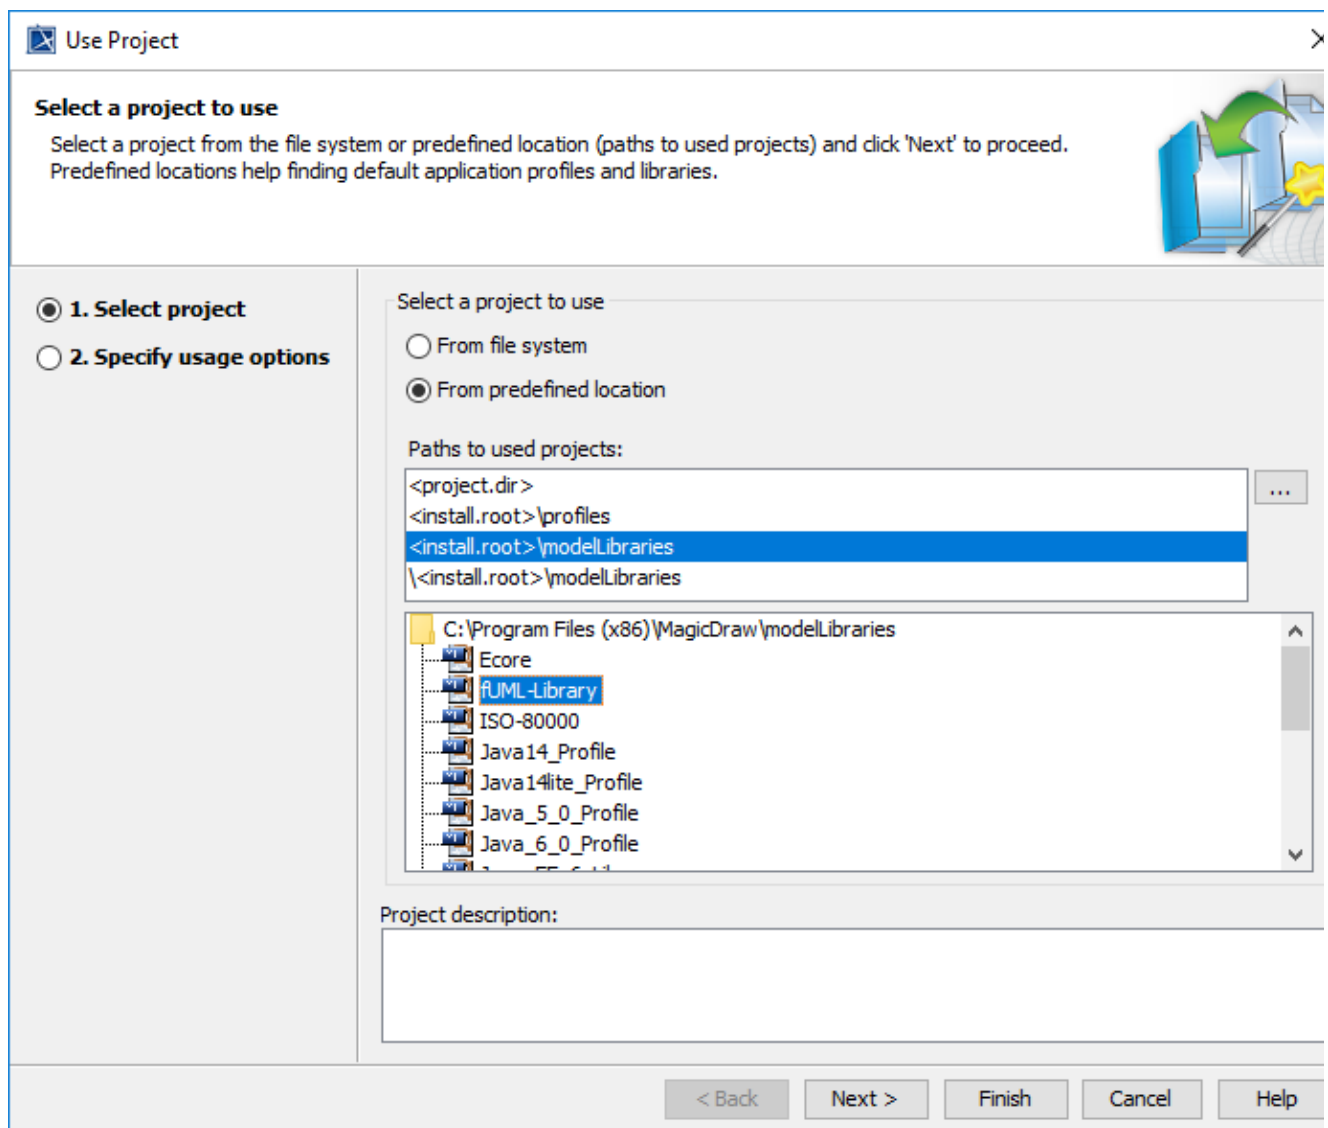 Use Project
Select a project to use
Select a project from the file system or predefined location (paths to used projects) and click 'Next' to proceed.
Predefined locations help finding default application profiles and libraries.
1. Select project
2. Specify usage options
Select a project to use
From file system
From predefined location
Paths to used projects:
<project.dir>
<install.root>\profiles
<install.root>\modelLibraries
\<install.root>\modelLibraries
...
C:\Program Files (x86)\MagicDraw\modelLibraries
Ecore
fUML-Library
ISO-80000
Java14_Profile
Java14lite_Profile
Java_5_0_Profile
Java_6_0_Profile
Project description:
< Back
Next >
Finish
Cancel
Help